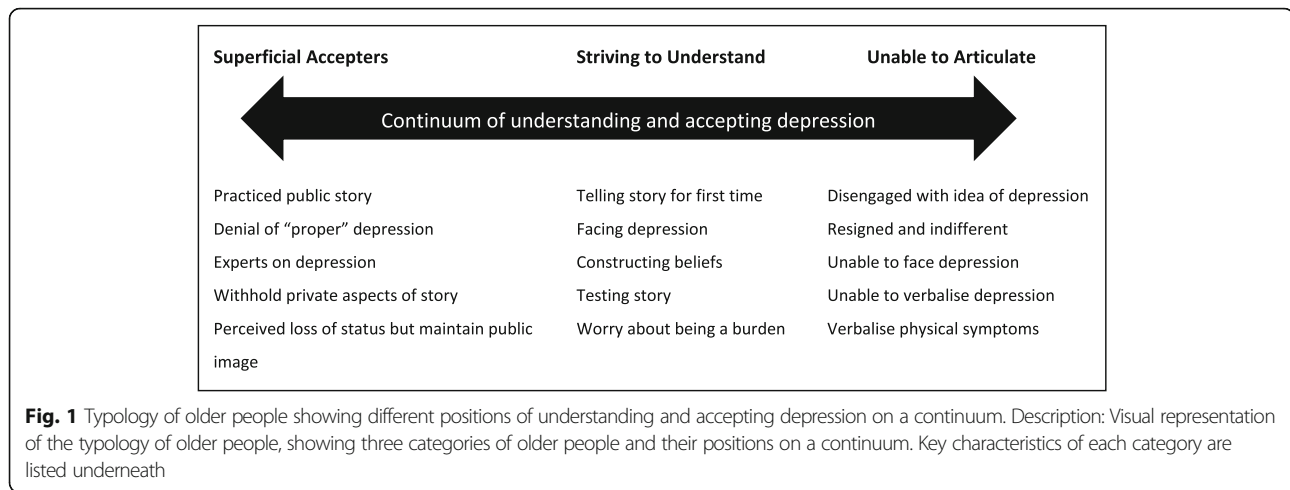 Superficial Accepters Striving to Understand Unable to Articulate
Continuum of understanding and accepting depression
Practiced public story
Denial of “proper” depression
Experts on depression
Withhold private aspects of story
Perceived loss of status but maintain public
image
Telling story for first time
Facing depression
Constructing beliefs
Testing story
Worry about being a burden
Disengaged with idea of depression
Resigned and indifferent
Unable to face depression
Unable to verbalise depression
Verbalise physical symptoms
Fig. 1 Typology of older people showing different positions of understanding and accepting depression on a continuum. Description: Visual representation
of the typology of older people, showing three categories of older people and their positions on a continuum. Key characteristics of each category are
listed underneath